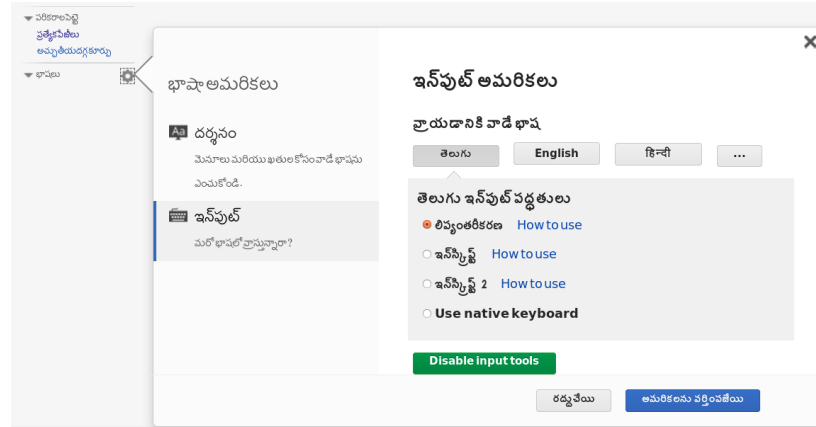 పరికరాలపెట్టె
ప్రత్యేకపేజీలు
అచ్చుతీయదగ్గకూర్పు
భాషలు
భాషా అమరికలు
దర్శనం
మెనూలు మరియు ఖతుల కోసం వాడే భాషను
ఎంచుకోండి.
ఇన్‌పుట్
మరో భాషలో వ్రాస్తున్నారా?
ఇన్‌పుట్ అమరికలు
వ్రాయడానికి వాడే భాష
తెలుగు English हिन्दी ...
తెలుగు ఇన్‌పుట్ పద్ధతులు
లిప్యంతరీకరణ How to use
ఇన్‌స్క్రిప్ట్ How to use
ఇన్‌స్క్రిప్ట్ 2 How to use
Use native keyboard
Disable input tools
రద్దుచేయి అమరికలను వర్తింపజేయి